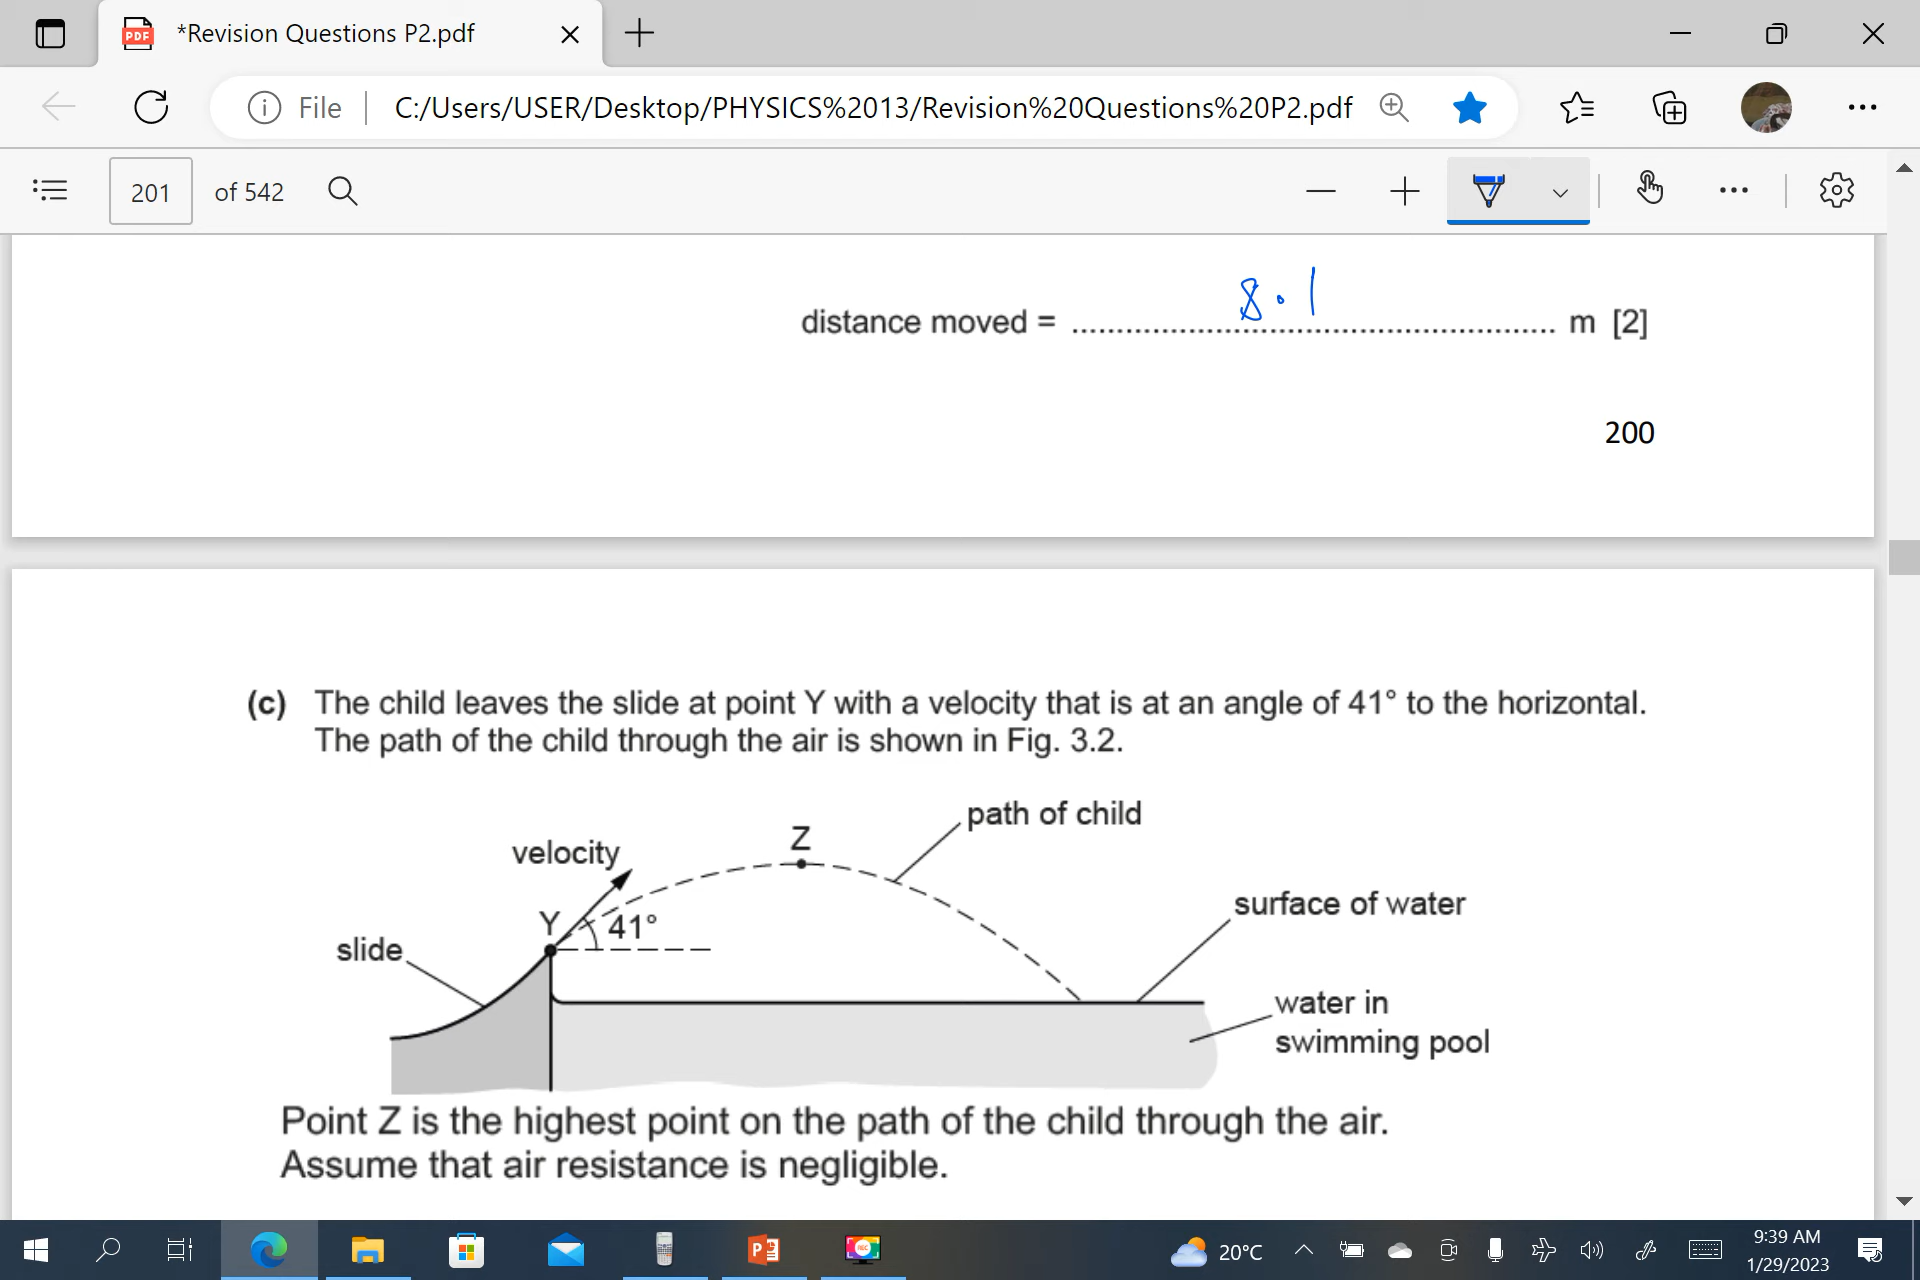 *Revision Questions P2.pdf
File
C:/Users/USER/Desktop/PHYSICS%2013/Revision%20Questions%20P2.pdf
201 of 542
8.1
distance moved = ........................................................ m [2]
200
(c) The child leaves the slide at point Y with a velocity that is at an angle of 41° to the horizontal.
The path of the child through the air is shown in Fig. 3.2.
path of child
Z
velocity
Y
41°
surface of water
slide
water in
swimming pool
Point Z is the highest point on the path of the child through the air.
Assume that air resistance is negligible.
20°C
9:39 AM
1/29/2023